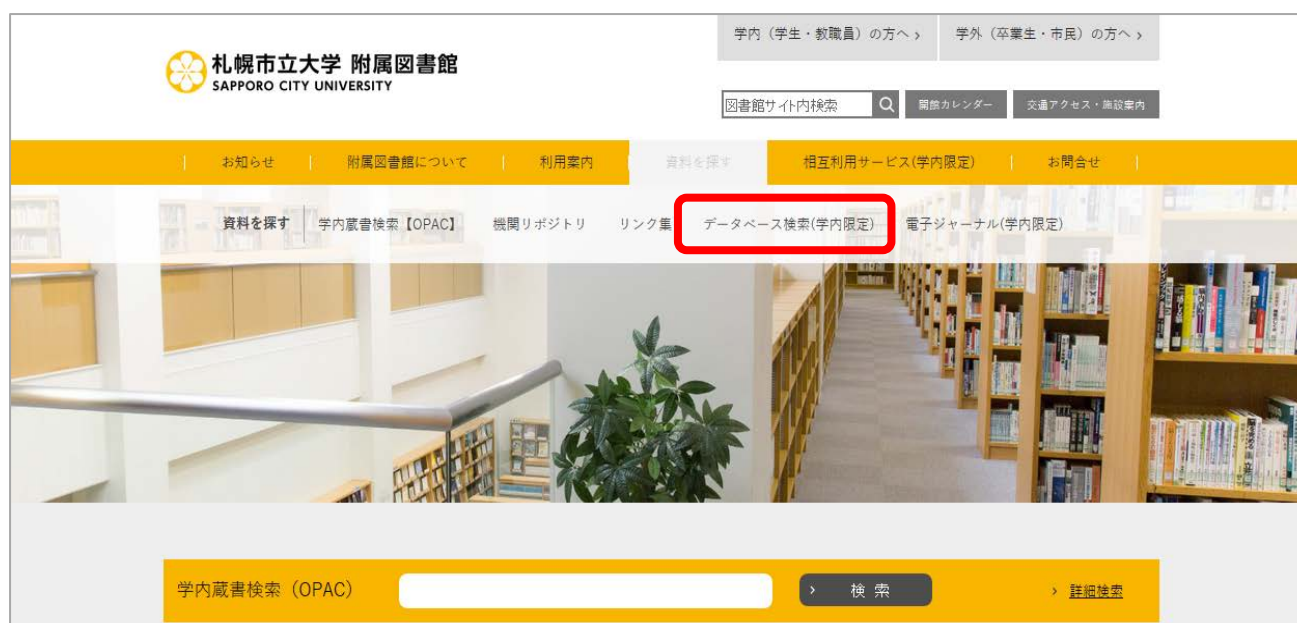 学内（学生・教職員）の方へ ›
学外（卒業生・市民）の方へ ›
札幌市立大学 附属図書館
SAPPORO CITY UNIVERSITY
図書館サイト内検索
開館カレンダー
交通アクセス・施設案内
お知らせ
附属図書館について
利用案内
資料を探す
相互利用サービス(学内限定)
お問合せ
資料を探す
学内蔵書検索【OPAC】
機関リポジトリ
リンク集
データベース検索(学内限定)
電子ジャーナル(学内限定)
学内蔵書検索（OPAC）
› 検 索
› 詳細検索